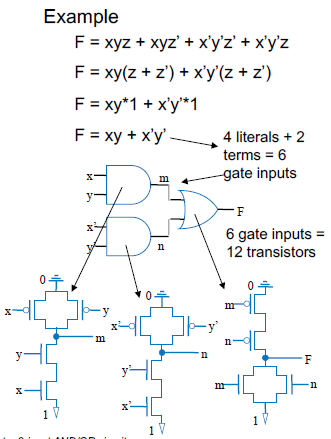 Example
F = xyz + xyz' + x'y'z' + x'y'z
F = xy(z + z') + x'y'(z + z')
F = xy*1 + x'y'*1
F = xy + x'y'
4 literals + 2
terms = 6
gate inputs
x
m
y
F
x'
y'
n
6 gate inputs =
12 transistors
0
0
0
x
y
m
x'
y'
n
m
n
F
y
y'
x
x'
m
n
1
1
1